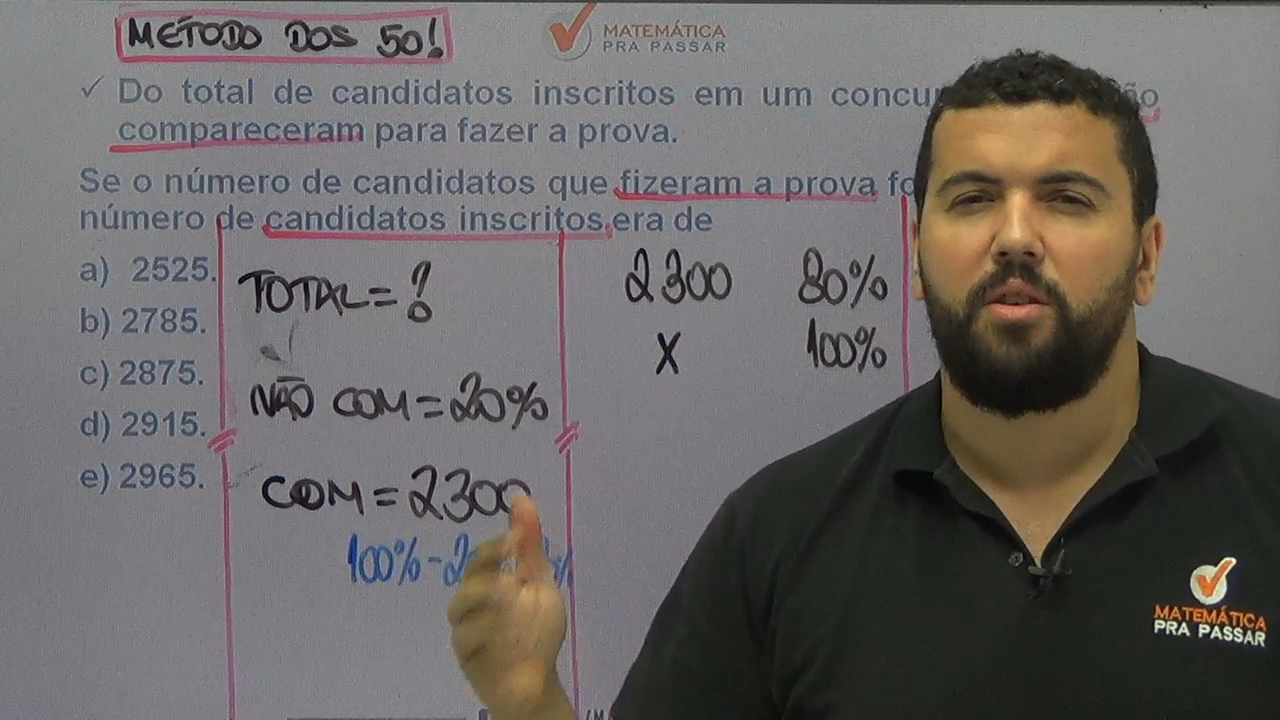 MÉTODO DOS 50!
MATEMÁTICA
PRA PASSAR
✓ Do total de candidatos inscritos em um
compareceram para fazer a prova.
Se o número de candidatos que fizeram a prova
número de candidatos inscritos era de
a) 2525.
b) 2785.
c) 2875.
d) 2915.
e) 2965.
TOTAL = ?
NÃO COM = 20%
COM = 2300
100% -
2300 80%
X 100%
MATEMÁTICA
PRA PASSAR